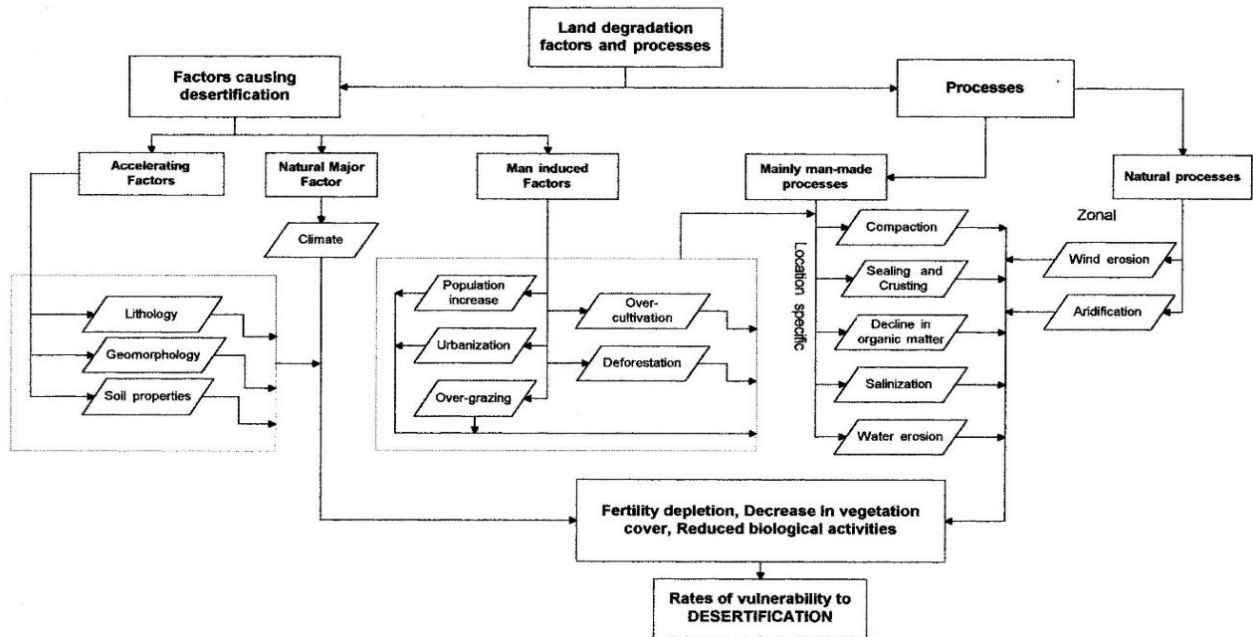 Land degradation
factors and processes
Factors causing
desertification
Processes
Accelerating
Factors
Natural Major
Factor
Man induced
Factors
Mainly man-made
processes
Natural processes
Climate
Zonal
Location specific
Compaction
Wind erosion
Population
increase
Sealing and
Crusting
Over-
cultivation
Lithology
Aridification
Urbanization
Decline in
organic matter
Geomorphology
Deforestation
Soil properties
Over-grazing
Salinization
Water erosion
Fertility depletion, Decrease in vegetation
cover, Reduced biological activities
Rates of vulnerability to
DESERTIFICATION